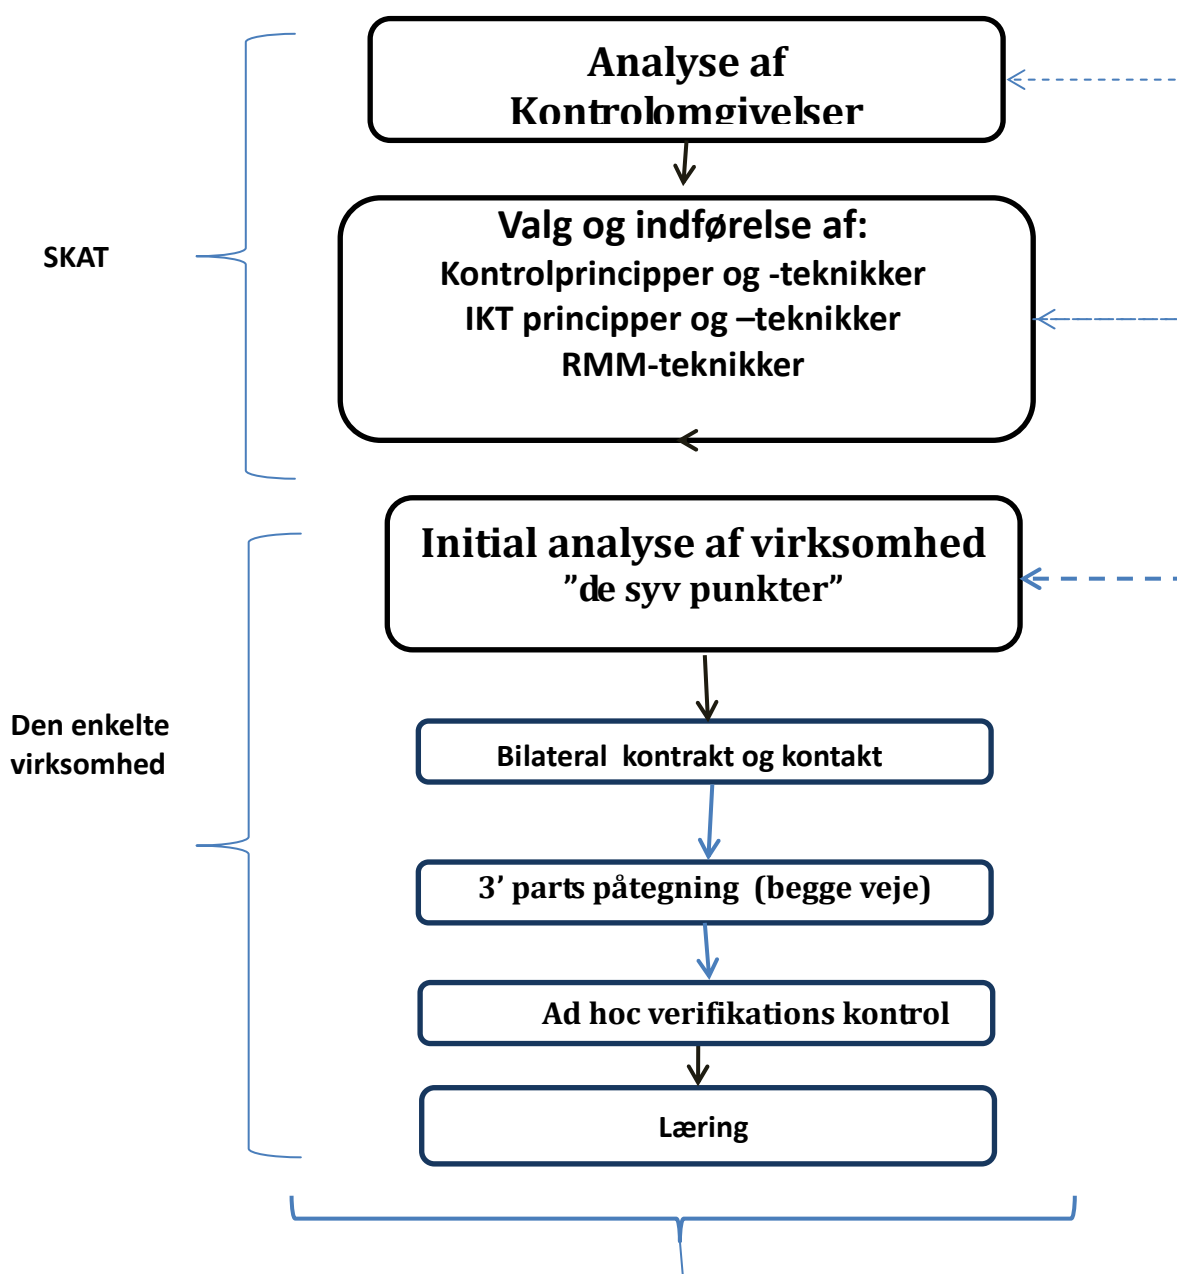 Analyse af
Kontrolomgivelser
SKAT
Valg og indførelse af:
Kontrolprincipper og -teknikker
IKT principper og –teknikker
RMM-teknikker
Initial analyse af virksomhed
”de syv punkter”
Den enkelte
virksomhed
Bilateral kontrakt og kontakt
3’ parts påtegning (begge veje)
Ad hoc verifikations kontrol
Læring